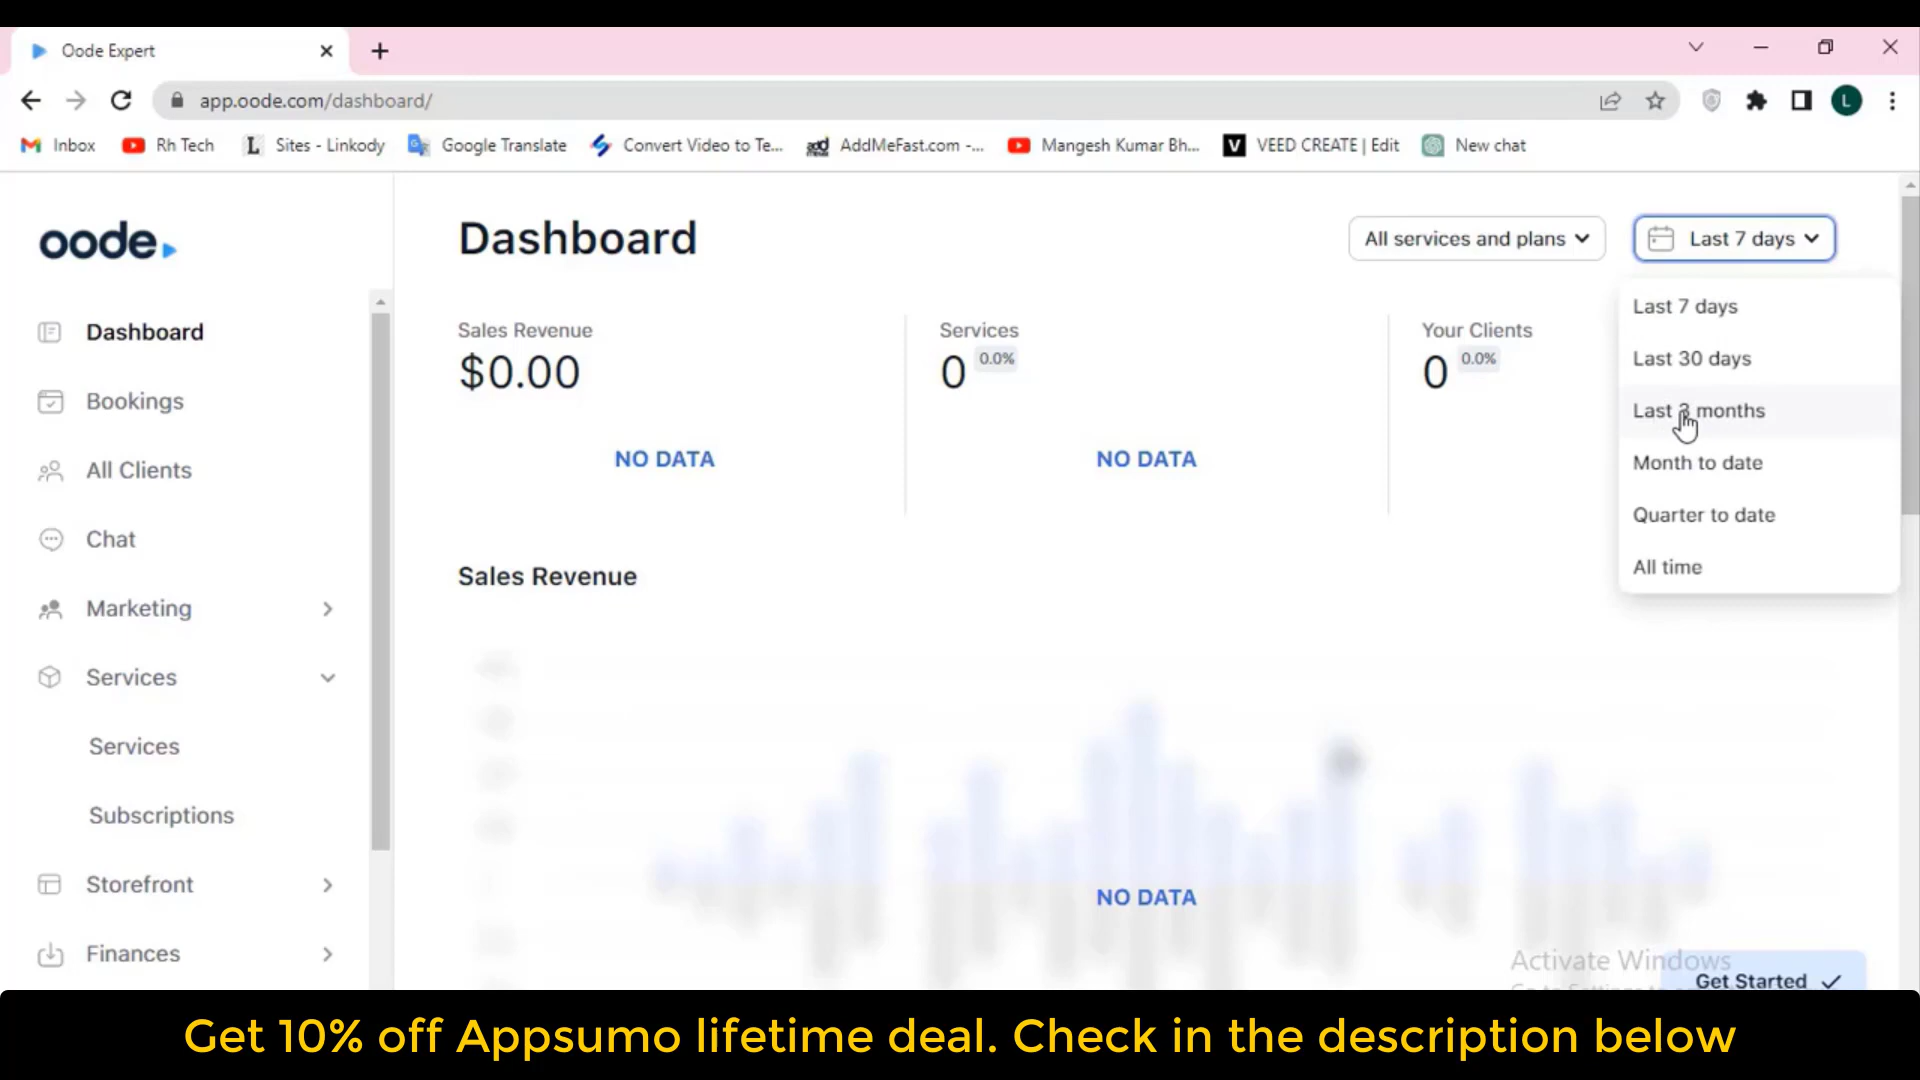 Oode Expert
app.oode.com/dashboard/
L
Inbox
Rh Tech
Sites - Linkody
Google Translate
Convert Video to Te...
AddMeFast.com -...
Mangesh Kumar Bh...
VEED CREATE | Edit
New chat
oode
Dashboard
All services and plans
Last 7 days
Last 7 days
Last 30 days
Last 3 months
Month to date
Quarter to date
All time
Dashboard
Bookings
All Clients
Chat
Marketing
Services
Services
Subscriptions
Storefront
Finances
Sales Revenue
$0.00
NO DATA
Services
0 0.0%
NO DATA
Your Clients
0 0.0%
Sales Revenue
NO DATA
Activate Windows
Get Started
Get 10% off Appsumo lifetime deal. Check in the description below